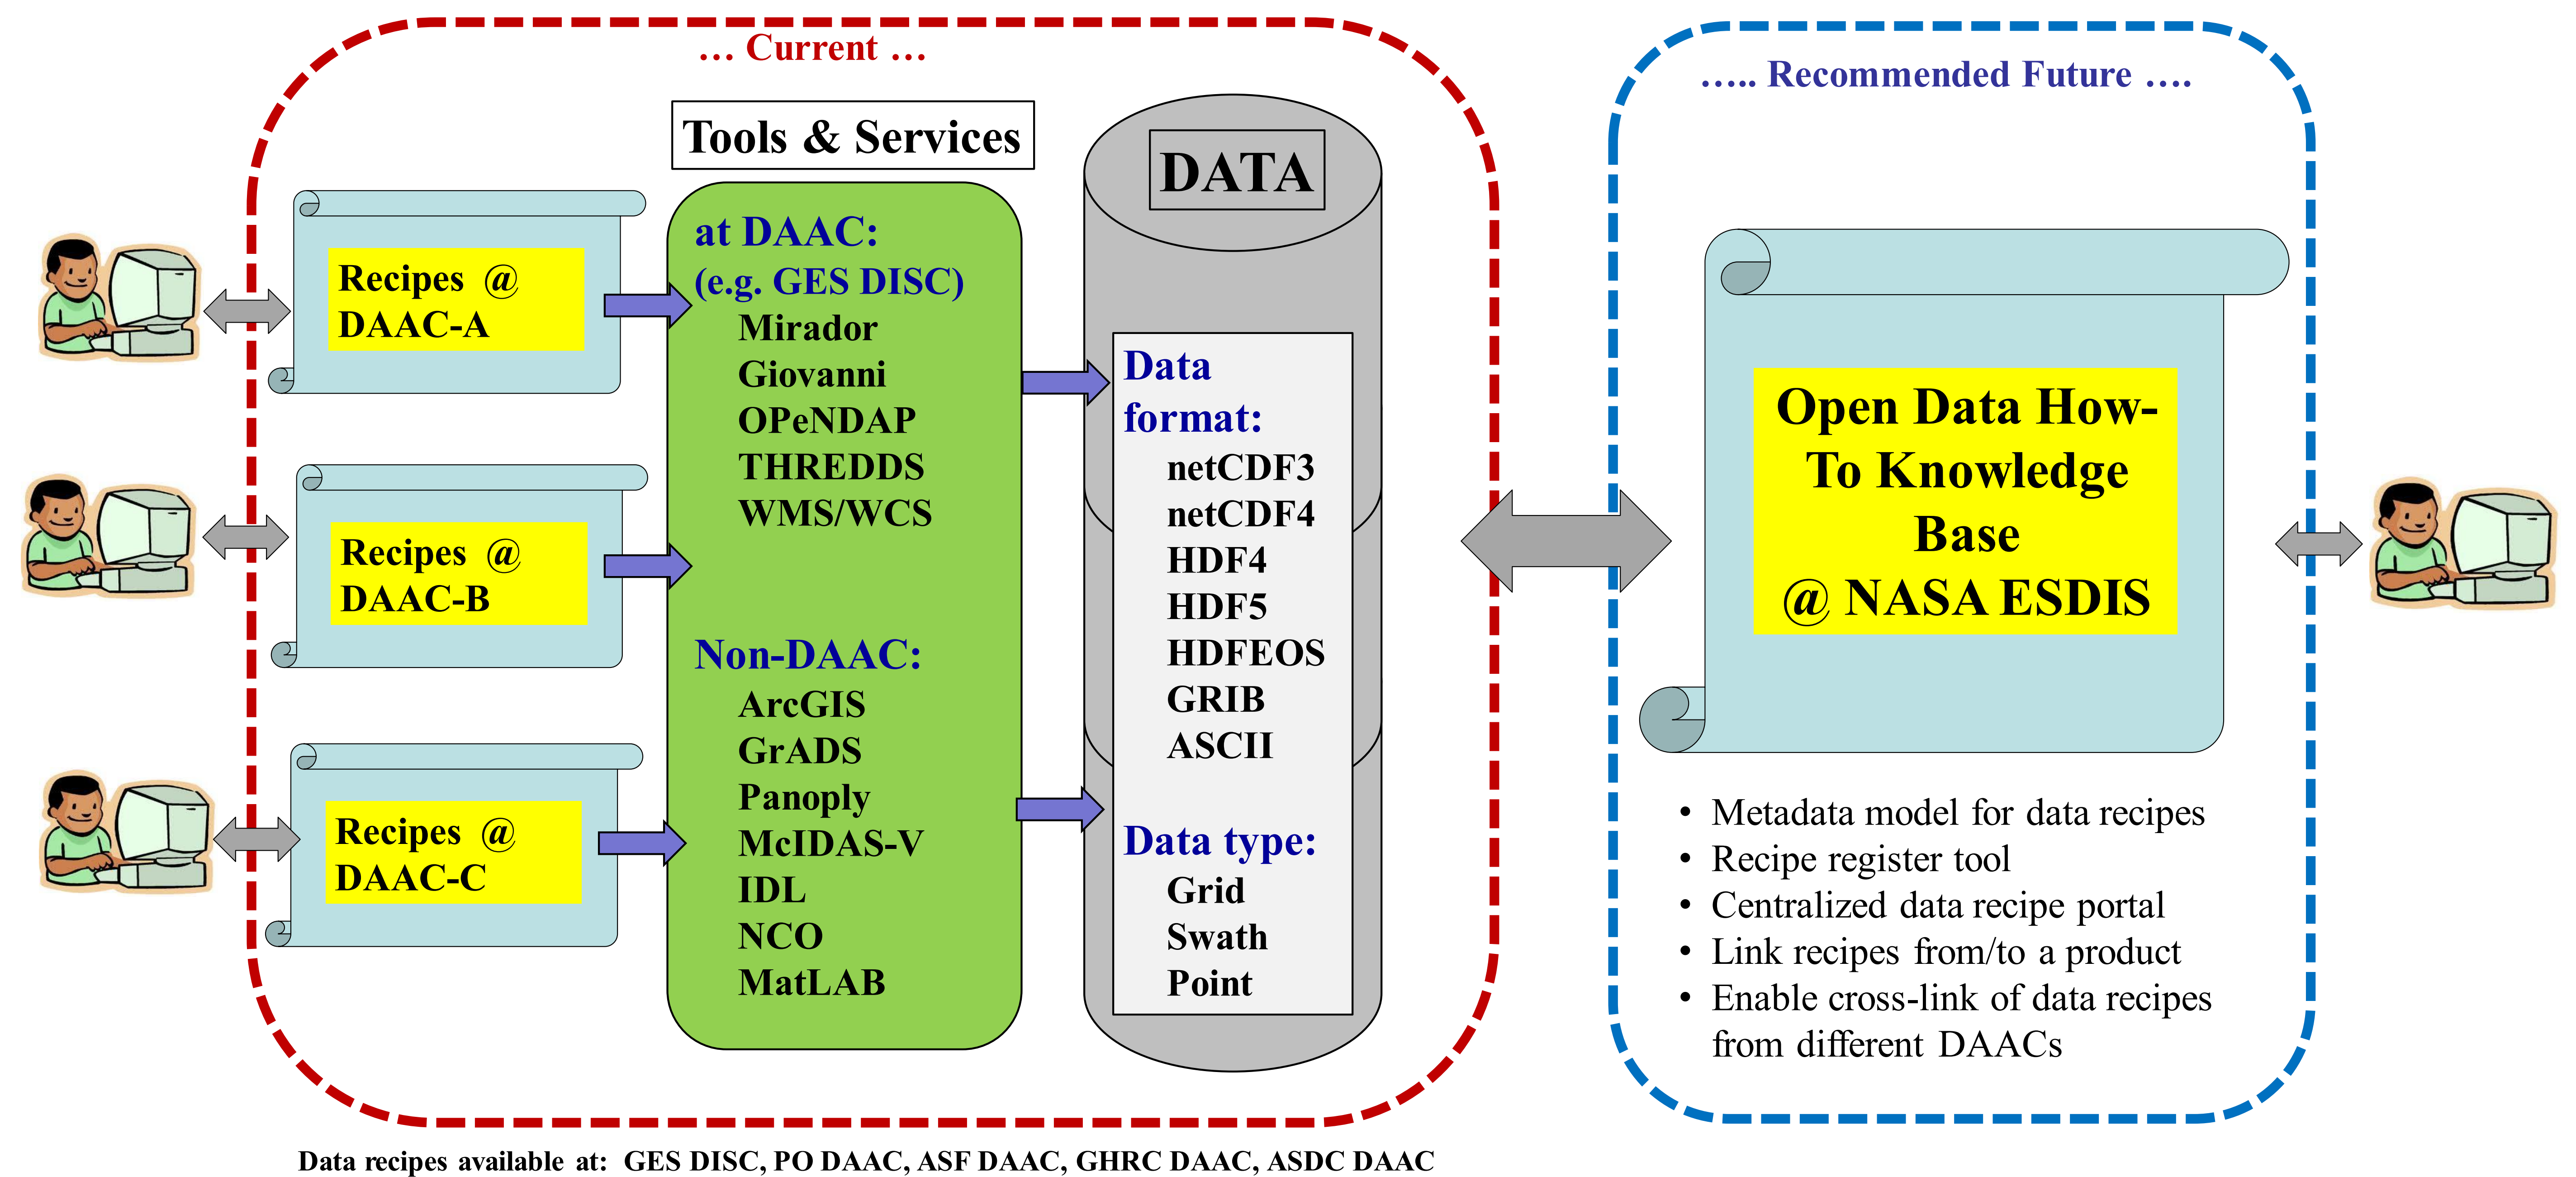 … Current …
Tools & Services
Recipes @
DAAC-A
Recipes @
DAAC-B
Recipes @
DAAC-C
at DAAC:
(e.g. GES DISC)
Mirador
Giovanni
OPeNDAP
THREDDS
WMS/WCS
Non-DAAC:
ArcGIS
GrADS
Panoply
McIDAS-V
IDL
NCO
MatLAB
DATA
Data
format:
netCDF3
netCDF4
HDF4
HDF5
HDFEOS
GRIB
ASCII
Data type:
Grid
Swath
Point
Data recipes available at: GES DISC, PO DAAC, ASF DAAC, GHRC DAAC, ASDC DAAC
….. Recommended Future ….
Open Data How-
To Knowledge
Base
@ NASA ESDIS
• Metadata model for data recipes
• Recipe register tool
• Centralized data recipe portal
• Link recipes from/to a product
• Enable cross-link of data recipes
from different DAACs